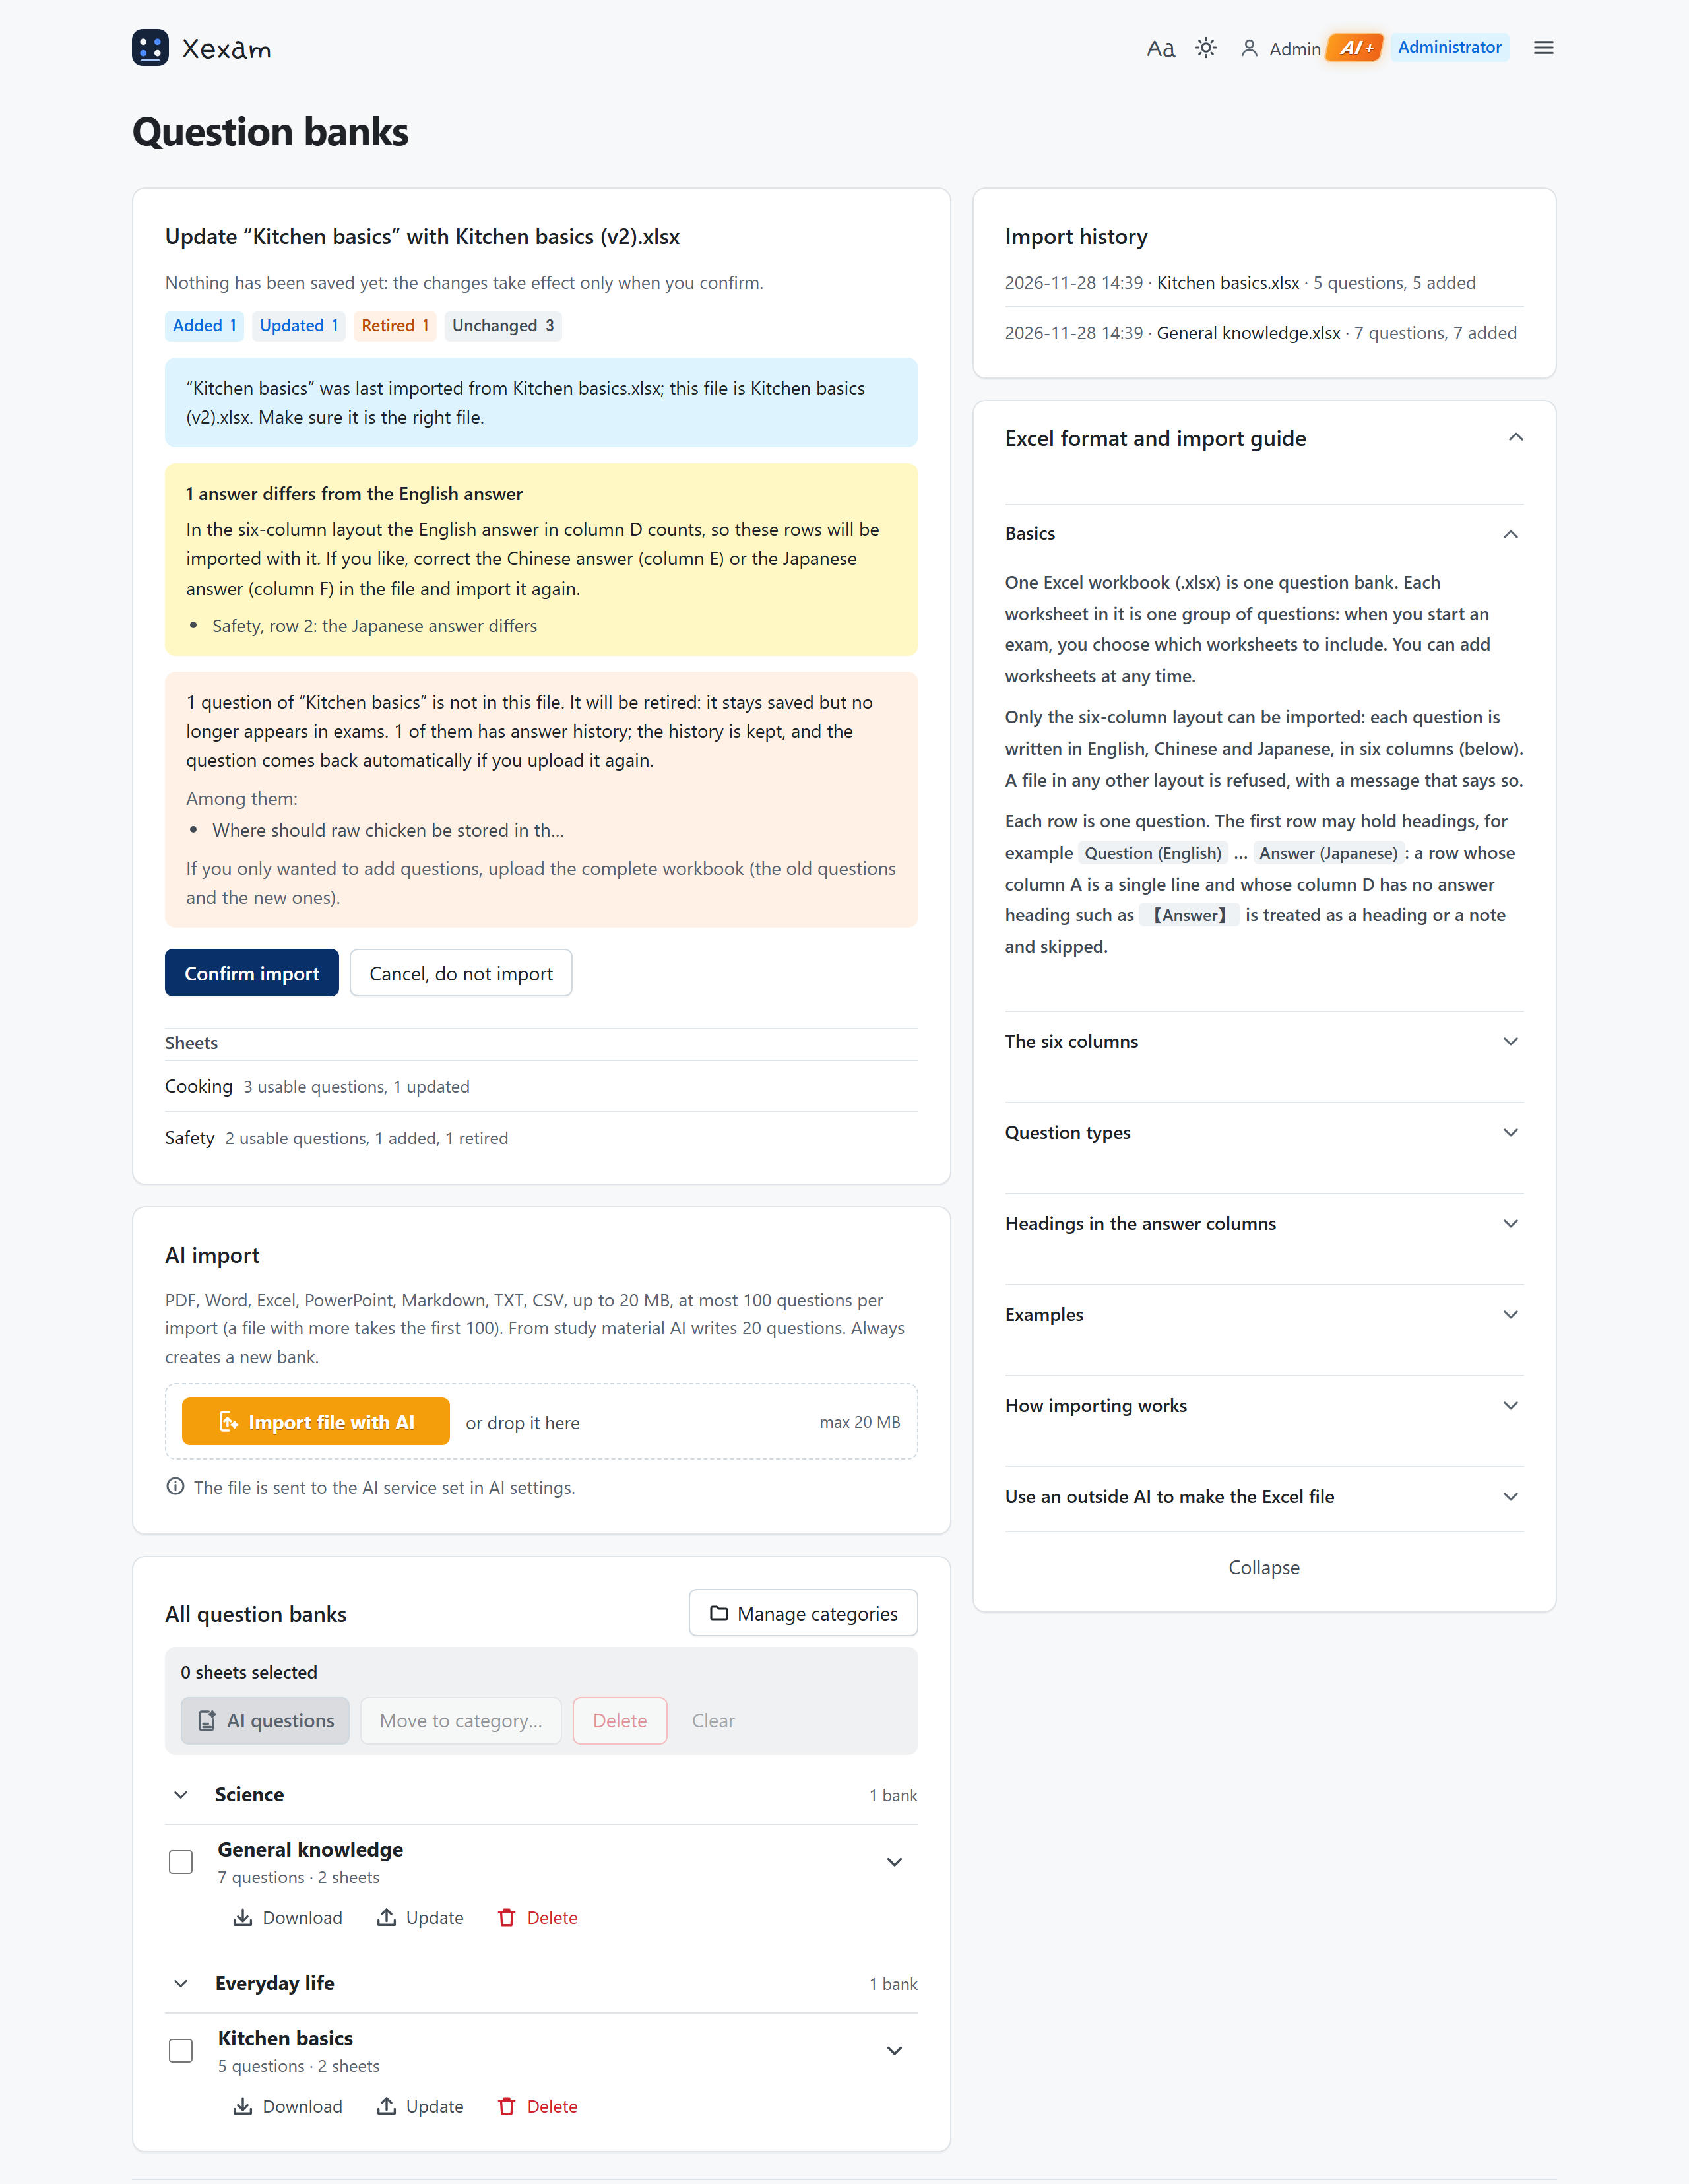 Xexam
Aa
Admin
AI+
Administrator
Question banks
Update “Kitchen basics” with Kitchen basics (v2).xlsx
Nothing has been saved yet: the changes take effect only when you confirm.
Added 1
Updated 1
Retired 1
Unchanged 3
“Kitchen basics” was last imported from Kitchen basics.xlsx; this file is Kitchen basics
(v2).xlsx. Make sure it is the right file.
1 answer differs from the English answer
In the six-column layout the English answer in column D counts, so these rows will be
imported with it. If you like, correct the Chinese answer (column E) or the Japanese
answer (column F) in the file and import it again.
• Safety, row 2: the Japanese answer differs
1 question of “Kitchen basics” is not in this file. It will be retired: it stays saved but no
longer appears in exams. 1 of them has answer history; the history is kept, and the
question comes back automatically if you upload it again.
Among them:
• Where should raw chicken be stored in th…
If you only wanted to add questions, upload the complete workbook (the old questions
and the new ones).
Confirm import
Cancel, do not import
Sheets
Cooking 3 usable questions, 1 updated
Safety 2 usable questions, 1 added, 1 retired
AI import
PDF, Word, Excel, PowerPoint, Markdown, TXT, CSV, up to 20 MB, at most 100 questions per
import (a file with more takes the first 100). From study material AI writes 20 questions. Always
creates a new bank.
Import file with AI
or drop it here
max 20 MB
The file is sent to the AI service set in AI settings.
All question banks
Manage categories
0 sheets selected
AI questions
Move to category…
Delete
Clear
Science
1 bank
General knowledge
7 questions · 2 sheets
Download
Update
Delete
Everyday life
1 bank
Kitchen basics
5 questions · 2 sheets
Download
Update
Delete
Import history
2026-11-28 14:39 · Kitchen basics.xlsx · 5 questions, 5 added
2026-11-28 14:39 · General knowledge.xlsx · 7 questions, 7 added
Excel format and import guide
Basics
One Excel workbook (.xlsx) is one question bank. Each
worksheet in it is one group of questions: when you start an
exam, you choose which worksheets to include. You can add
worksheets at any time.
Only the six-column layout can be imported: each question is
written in English, Chinese and Japanese, in six columns (below).
A file in any other layout is refused, with a message that says so.
Each row is one question. The first row may hold headings, for
example Question (English) … Answer (Japanese) : a row whose
column A is a single line and whose column D has no answer
heading such as 【Answer】 is treated as a heading or a note
and skipped.
The six columns
Question types
Headings in the answer columns
Examples
How importing works
Use an outside AI to make the Excel file
Collapse